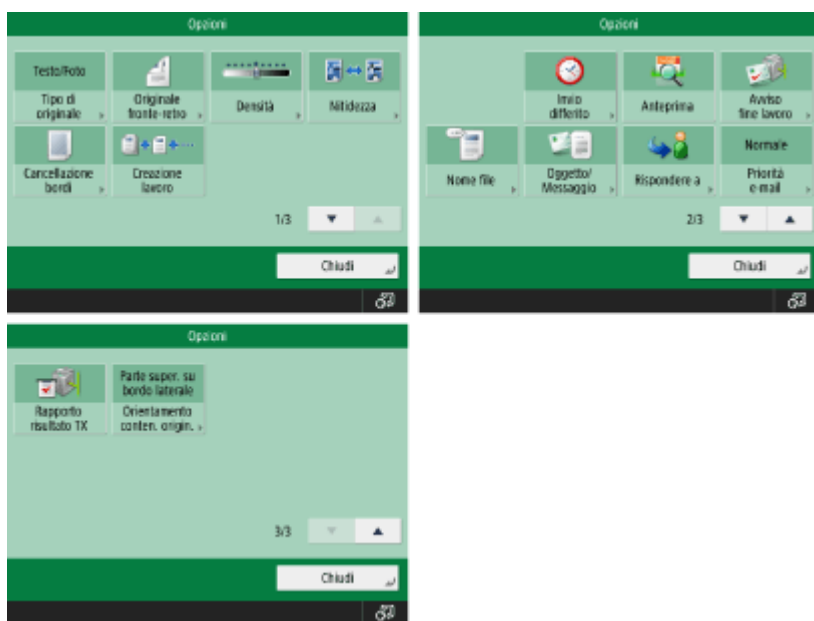 Opzioni
Testo/Foto
Tipo di
originale
Originale
fronte-retro
Densità
Nitidezza
Cancellazione
bordi
Creazione
lavoro
1/3
Chiudi
Opzioni
Invio
differito
Anteprima
Avviso
fine lavoro
Nome file
Oggetto/
Messaggio
Rispondere a
Normale
Priorità
e-mail
2/3
Chiudi
Opzioni
Rapporto
risultato TX
Parte super. su
bordo laterale
Orientamento
conten. origin.
3/3
Chiudi